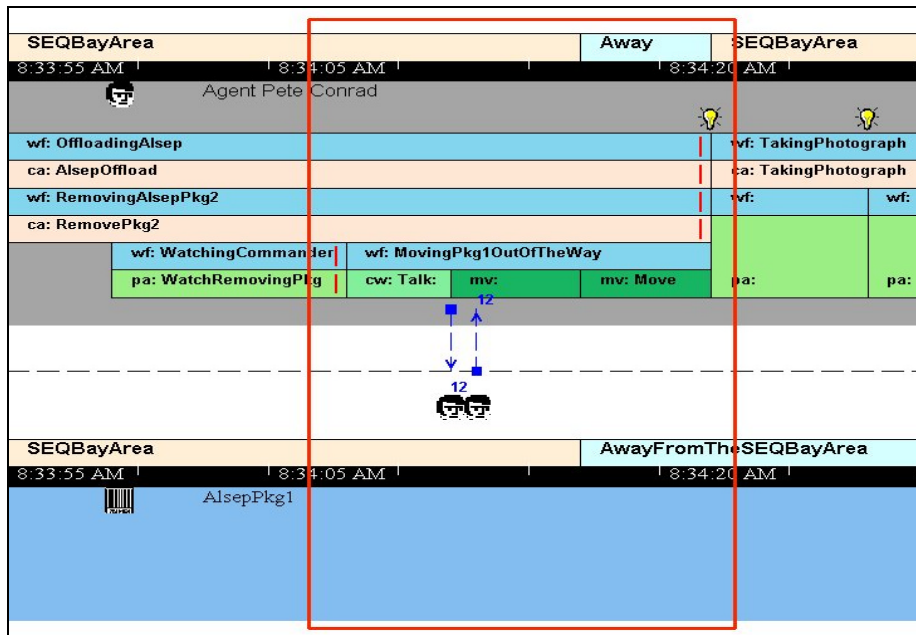 SEQBayArea Away SEQBayArea
8:33:55 AM 8:34:05 AM 8:34:20 AM
Agent Pete Conrad
wf: OffloadingAlsep wf: TakingPhotograph
ca: AlsepOffload ca: TakingPhotograph
wf: RemovingAlsepPkg2 wf: wf:
ca: RemovePkg2
wf: WatchingCommander wf: MovingPkg1OutOfTheWay
pa: WatchRemovingPkg cw: Talk: mv: mv: Move pa: pa:
12
12
SEQBayArea AwayFromTheSEQBayArea
8:33:55 AM 8:34:05 AM 8:34:20 AM
AlsepPkg1